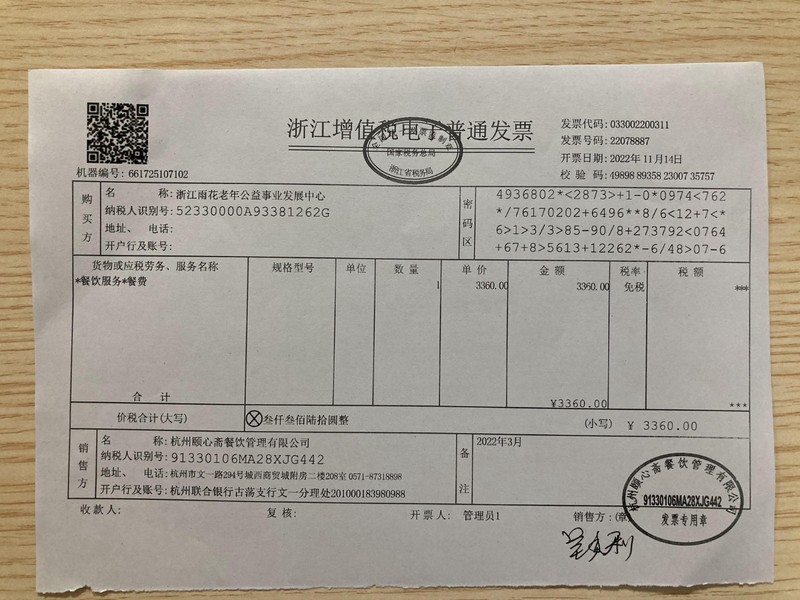 浙江增值税电子普通发票
国家税务总局
浙江省税务局
发票代码: 033002200311
发票号码: 22078887
开票日期: 2022年11月14日
校 验 码: 49898 89358 23007 35757
机器编号: 661725107102
购买方
名 称: 浙江雨花老年公益事业发展中心
纳税人识别号: 52330000A93381262G
地址、 电话:
开户行及账号:
密码区
4936802*<2873>+1-0*0974<762
*/76170202+6496**8/6<12+7<*
6>1>3/3>85-90/8+273792<0764
+67+8>5613+12262*-6/48>07-6
货物或应税劳务、服务名称 规格型号 单位 数 量 单 价 金 额 税率 税 额
*餐饮服务*餐费 1 3360.00 3360.00 免税 ***
合 计 ¥3360.00 ***
价税合计(大写) ⊗叁仟叁佰陆拾圆整 (小写) ¥ 3360.00
销售方
名 称: 杭州颐心斋餐饮管理有限公司
纳税人识别号: 91330106MA28XJG442
地址、 电话: 杭州市文一路294号城西商贸城附房二楼208室 0571-87318898
开户行及账号: 杭州联合银行古荡支行文一分理处201000183980988
备注
2022年3月
收款人: 复 核: 开 票 人: 管理员1 销售方: (章)
杭州颐心斋餐饮管理有限公司
91330106MA28XJG442
发票专用章